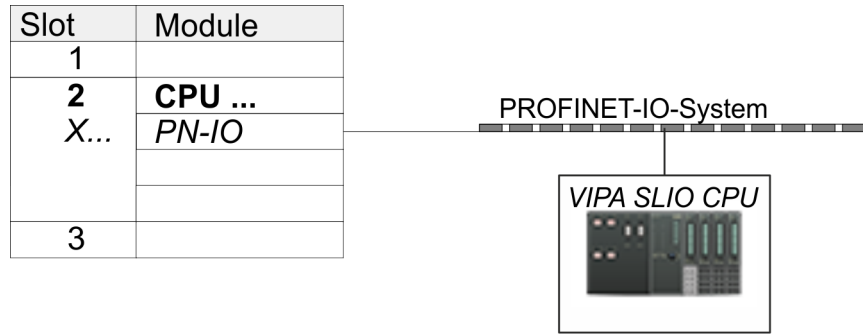 Slot Module
1
2 CPU ...
X... PN-IO
3
PROFINET-IO-System
VIPA SLIO CPU